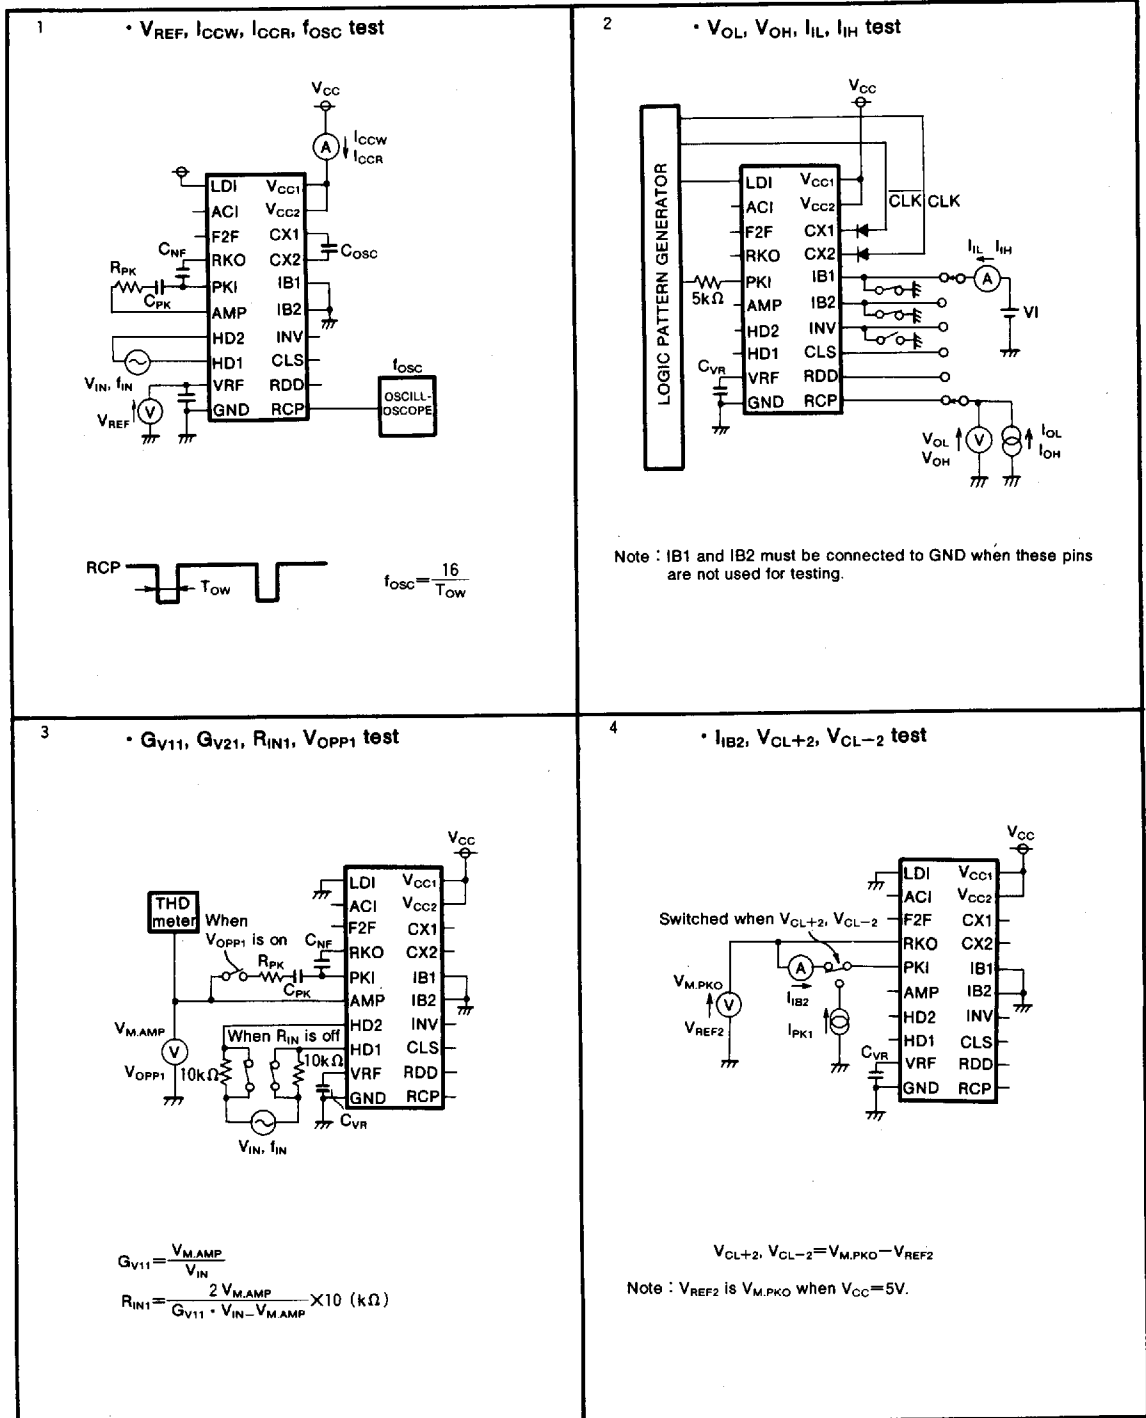 1
• VREF, ICCW, ICCR, fOSC test
VCC
A
ICCW
ICCR
LDI VCC1
ACI VCC2
F2F CX1
RKO CX2
PKI IB1
AMP IB2
HD2 INV
HD1 CLS
VRF RDD
GND RCP
CNF
RPK
CPK
COSC
VIN, fIN
V
VREF
fOSC
OSCILL-
OSCOPE
RCP
TOW
fOSC=16/TOW
2
• VOL, VOH, IIL, IIH test
VCC
LOGIC PATTERN GENERATOR
LDI VCC1
ACI VCC2
F2F CX1
RKO CX2
PKI IB1
AMP IB2
HD2 INV
HD1 CLS
VRF RDD
GND RCP
C̅L̅K̅ CLK
5kΩ
CVR
IIL IIH
A
VI
VOL
VOH
V
IOL
IOH
Note : IB1 and IB2 must be connected to GND when these pins
are not used for testing.
3
• GV11, GV21, RIN1, VOPP1 test
VCC
THD
meter
When
VOPP1 is on
CNF
RPK
CPK
LDI VCC1
ACI VCC2
F2F CX1
RKO CX2
PKI IB1
AMP IB2
HD2 INV
HD1 CLS
VRF RDD
GND RCP
VM.AMP
V
VOPP1
When RIN is off
10kΩ
10kΩ
CVR
VIN, fIN
GV11=VM.AMP/VIN
RIN1=2 VM.AMP/GV11 · VIN−VM.AMP×10 (kΩ)
4
• IIB2, VCL+2, VCL−2 test
VCC
LDI VCC1
ACI VCC2
F2F CX1
RKO CX2
PKI IB1
AMP IB2
HD2 INV
HD1 CLS
VRF RDD
GND RCP
Switched when VCL+2, VCL−2
A
VM.PKO
V
VREF2
IIB2
IPK1
CVR
VCL+2, VCL−2=VM.PKO−VREF2
Note : VREF2 is VM.PKO when VCC=5V.